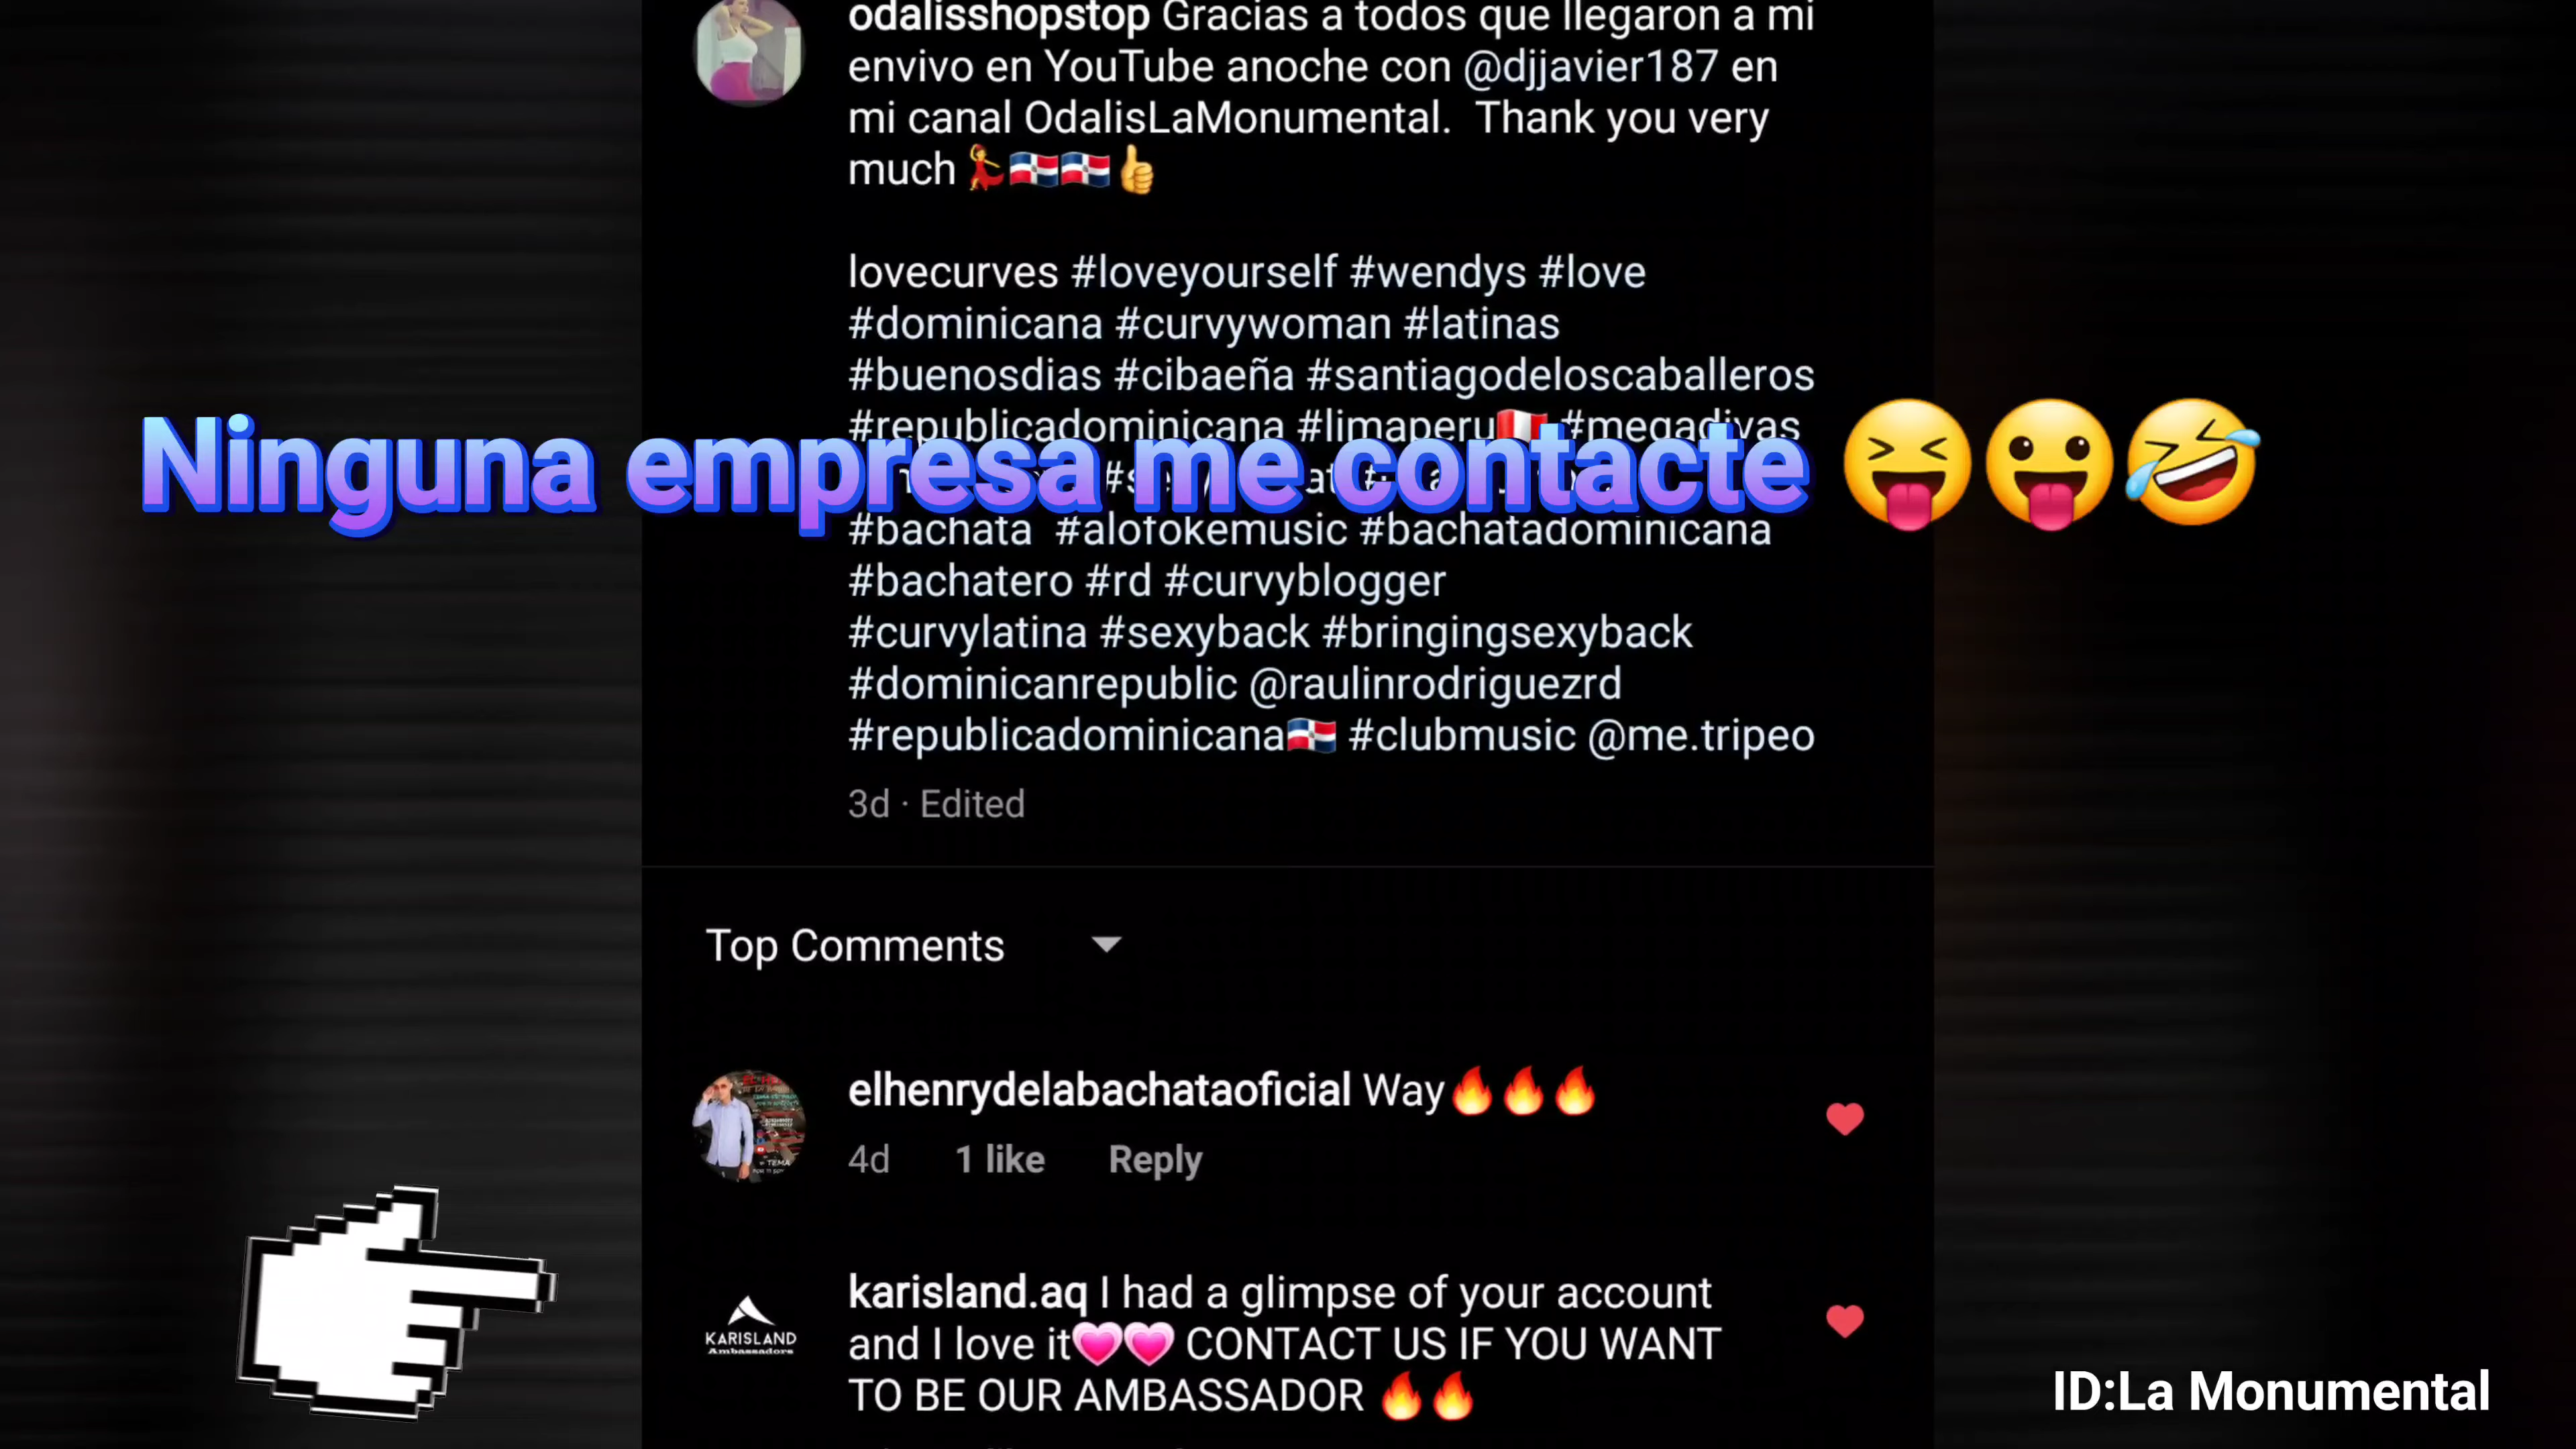 odalisshopstop Gracias a todos que llegaron a mi
envivo en YouTube anoche con @djjavier187 en
mi canal OdalisLaMonumental. Thank you very
much💃🇩🇴🇩🇴👍
lovecurves #loveyourself #wendys #love
#dominicana #curvywoman #latinas
#buenosdias #cibaeña #santiagodeloscaballeros
#republicadominicana #limaperu🇵🇪 #megadivas
Ninguna empresa me contacte 😝😛🤣
#bachata #alofokemusic #bachatadominicana
#bachatero #rd #curvyblogger
#curvylatina #sexyback #bringingsexyback
#dominicanrepublic @raulinrodriguezrd
#republicadominicana🇩🇴 #clubmusic @me.tripeo
3d · Edited
Top Comments
elhenrydelabachataoficial Way🔥🔥🔥
4d 1 like Reply
KARISLAND
Ambassadors
karisland.aq I had a glimpse of your account
and I love it💗💗 CONTACT US IF YOU WANT
TO BE OUR AMBASSADOR 🔥🔥
ID:La Monumental